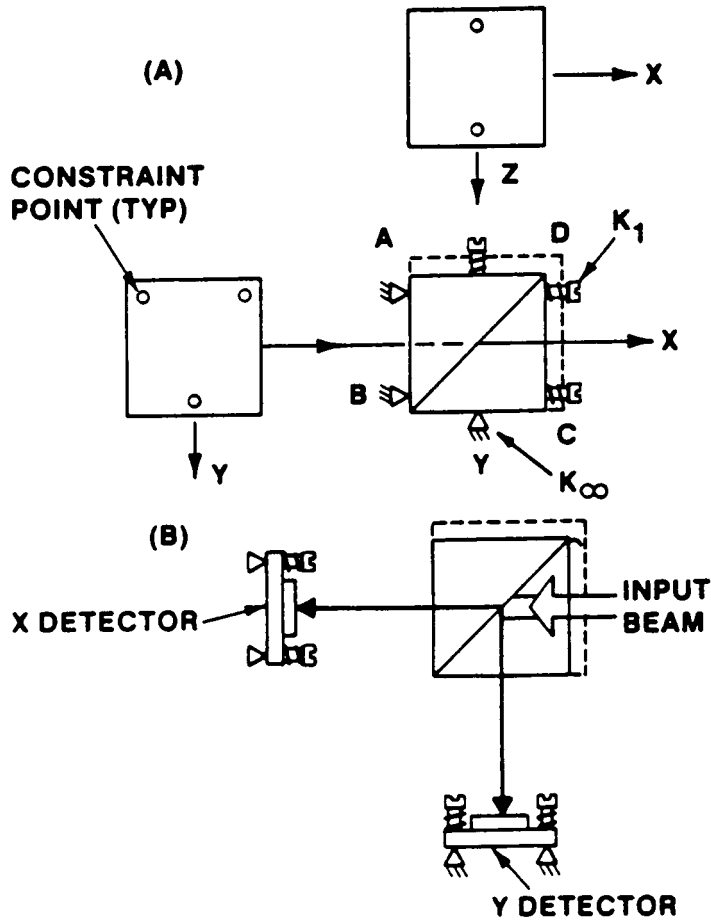 (A)
X
Z
CONSTRAINT
POINT (TYP)
A
D
K₁
X
B
C
Y
Y
K∞
(B)
X DETECTOR
INPUT
BEAM
Y DETECTOR